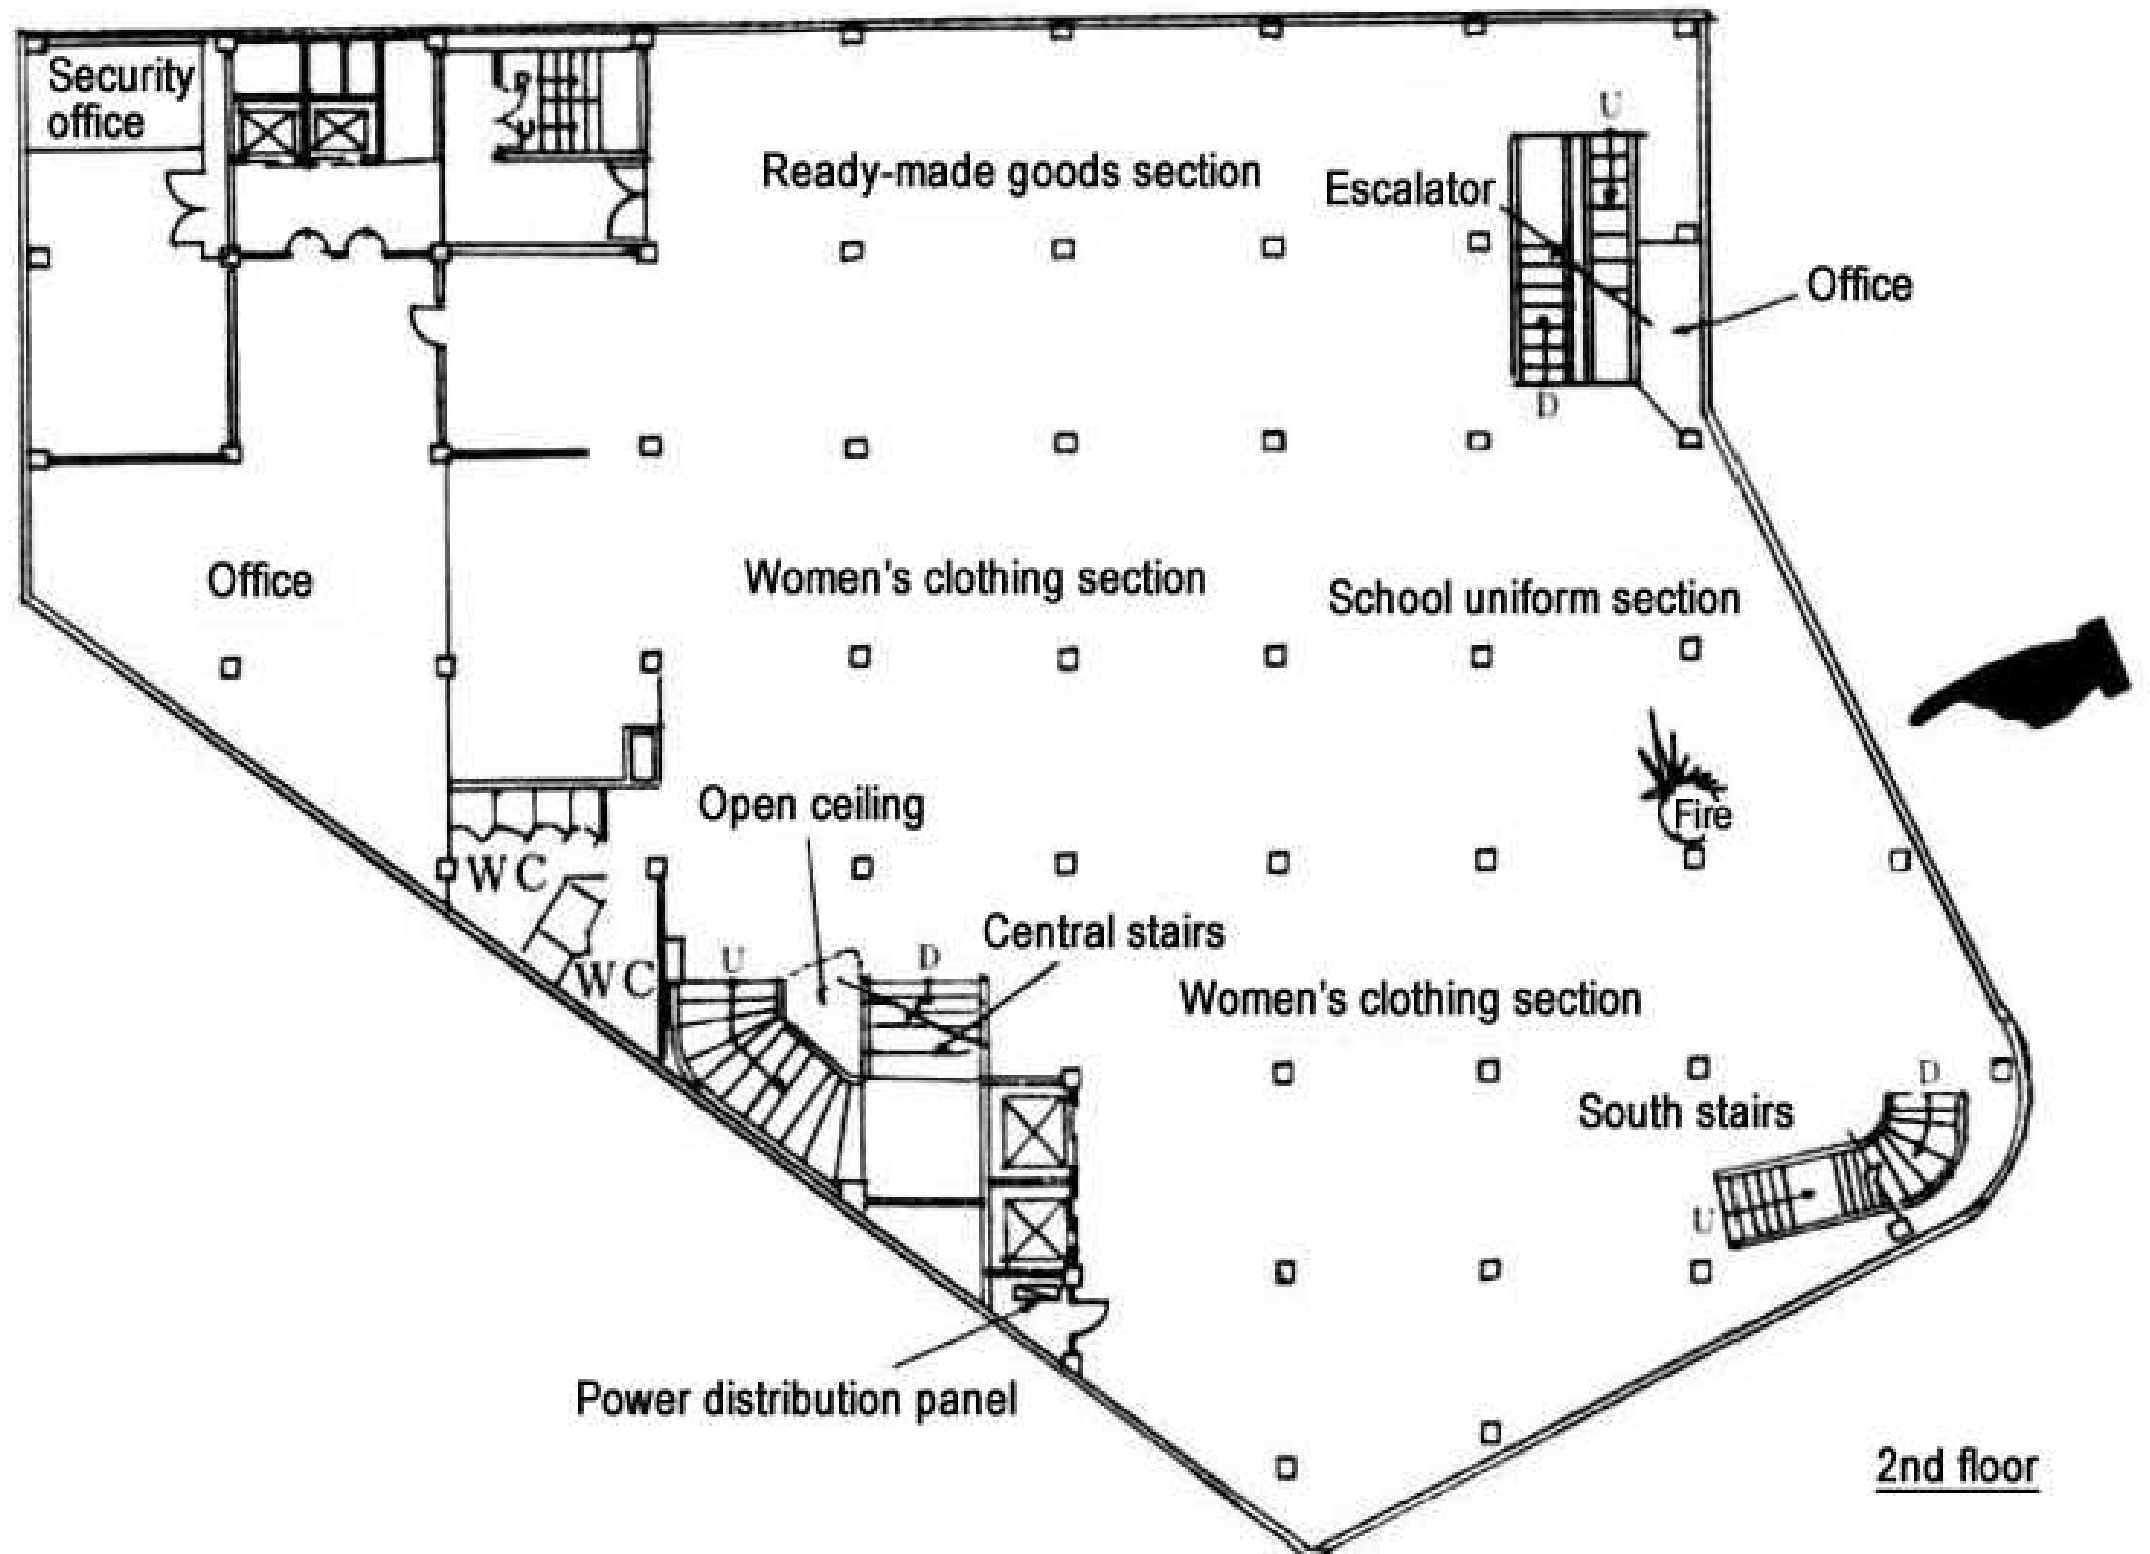 Security
office
U
Ready-made goods section
Escalator
Office
D
Office
Women's clothing section
School uniform section
Open ceiling
Fire
WC
Central stairs
U
D
WC
Women's clothing section
D
South stairs
U
Power distribution panel
2nd floor